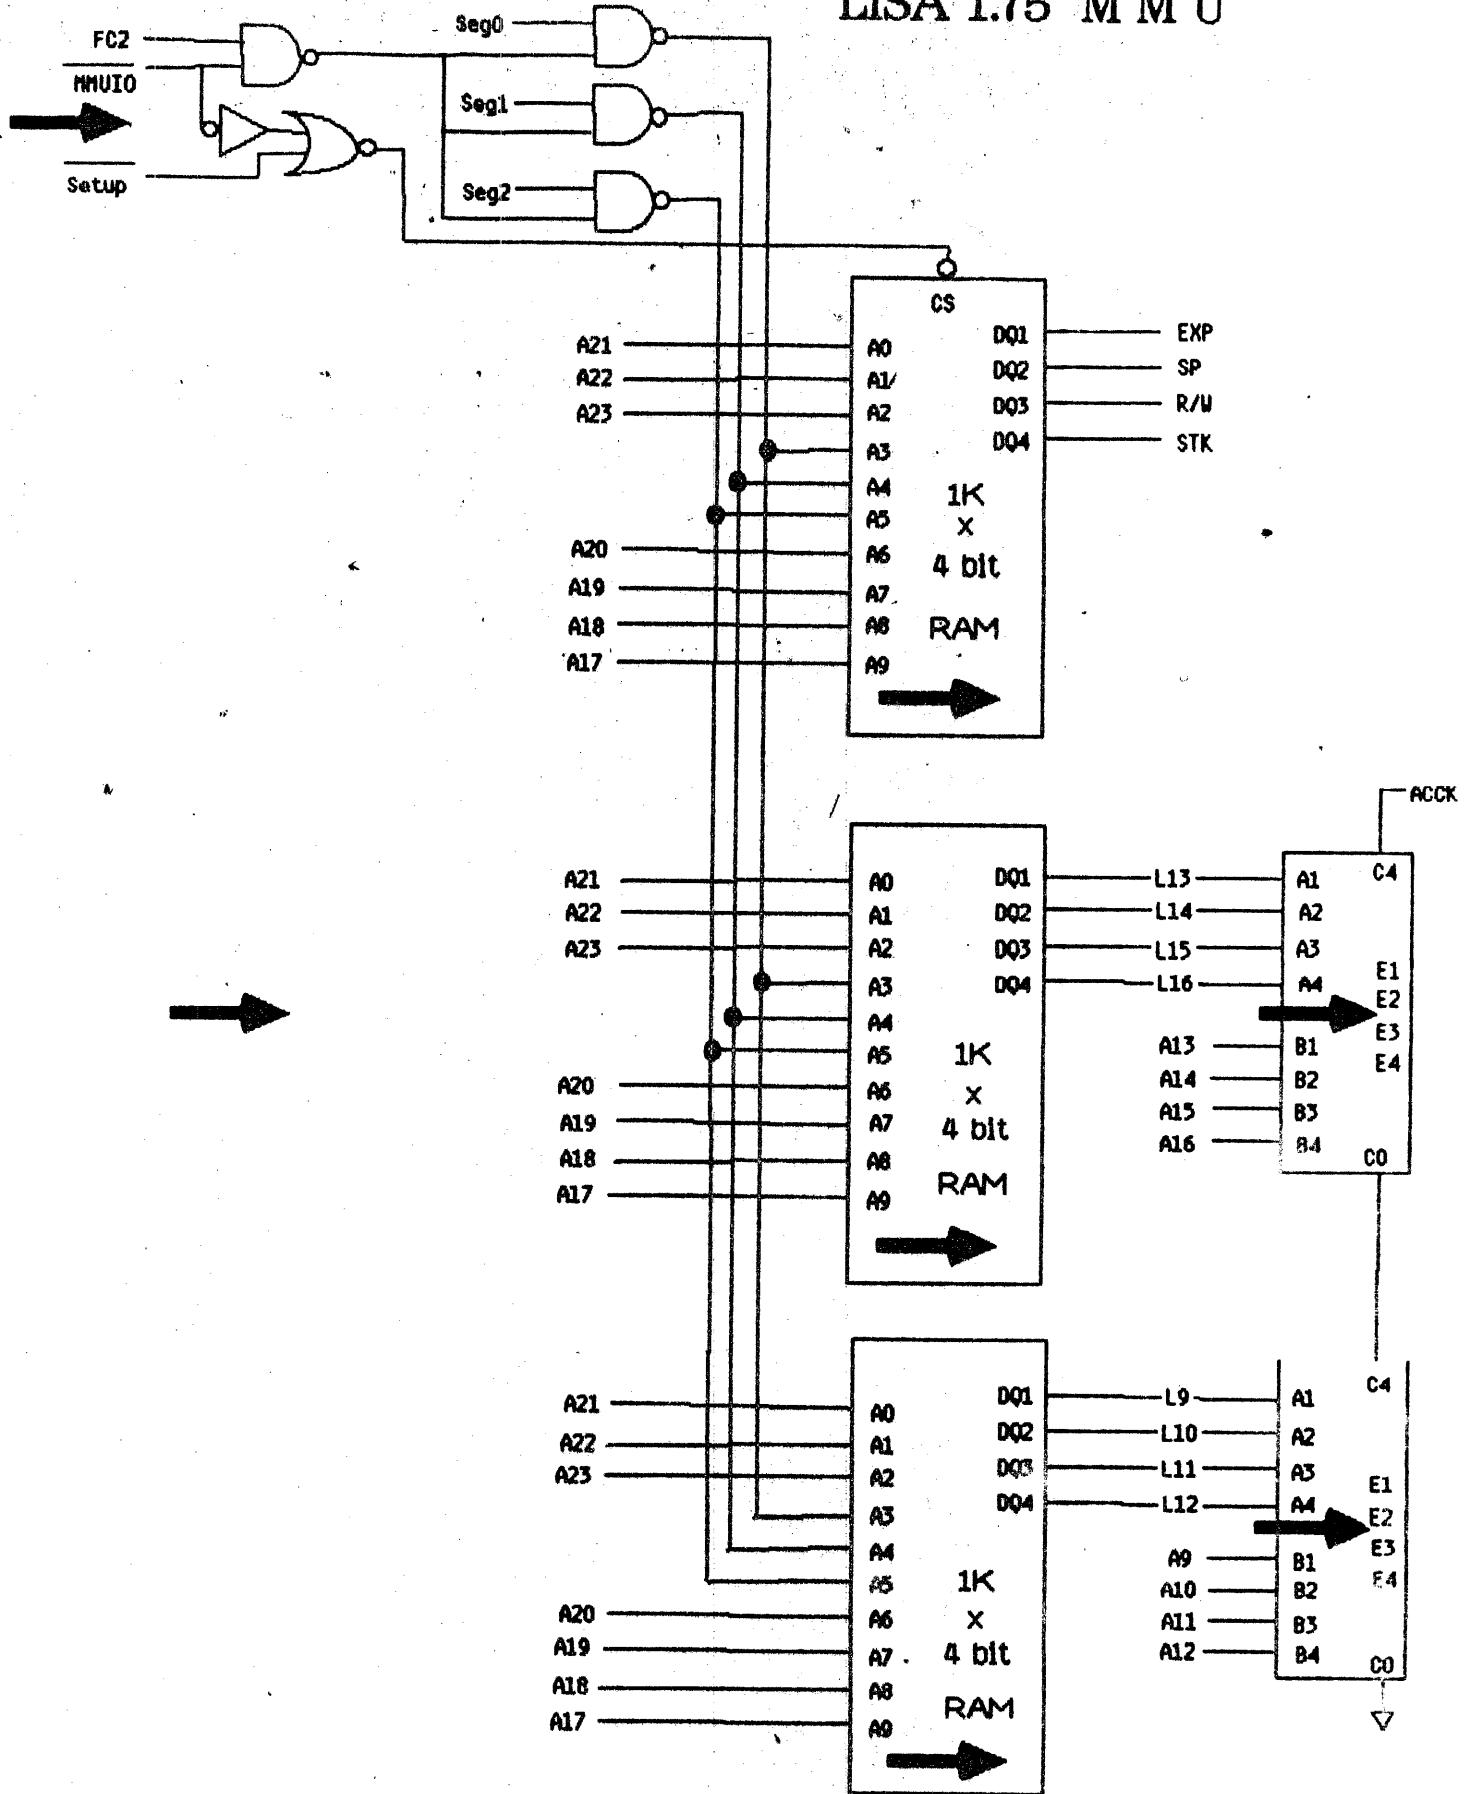 LISA 1.75 M M U
FC2
MMUIO
Setup
Seg0
Seg1
Seg2
CS
A21 A0 DQ1 EXP
A22 A1 DQ2 SP
A23 A2 DQ3 R/W
A3 DQ4 STK
A4
A5
A20 A6
A19 A7
A18 A8
A17 A9
1K
x
4 bit
RAM
ACCK
A21 A0 DQ1 L13 A1 C4
A22 A1 DQ2 L14 A2
A23 A2 DQ3 L15 A3
A3 DQ4 L16 A4
A4
A5
A20 A6
A19 A7
A18 A8
A17 A9
1K
x
4 bit
RAM
E1
E2
E3
E4
A13 B1
A14 B2
A15 B3
A16 B4
C0
A21 A0 DQ1 L9 A1 C4
A22 A1 DQ2 L10 A2
A23 A2 DQ3 L11 A3
A3 DQ4 L12 A4
A4
A5
A20 A6
A19 A7
A18 A8
A17 A9
1K
x
4 bit
RAM
E1
E2
E3
E4
A9 B1
A10 B2
A11 B3
A12 B4
C0